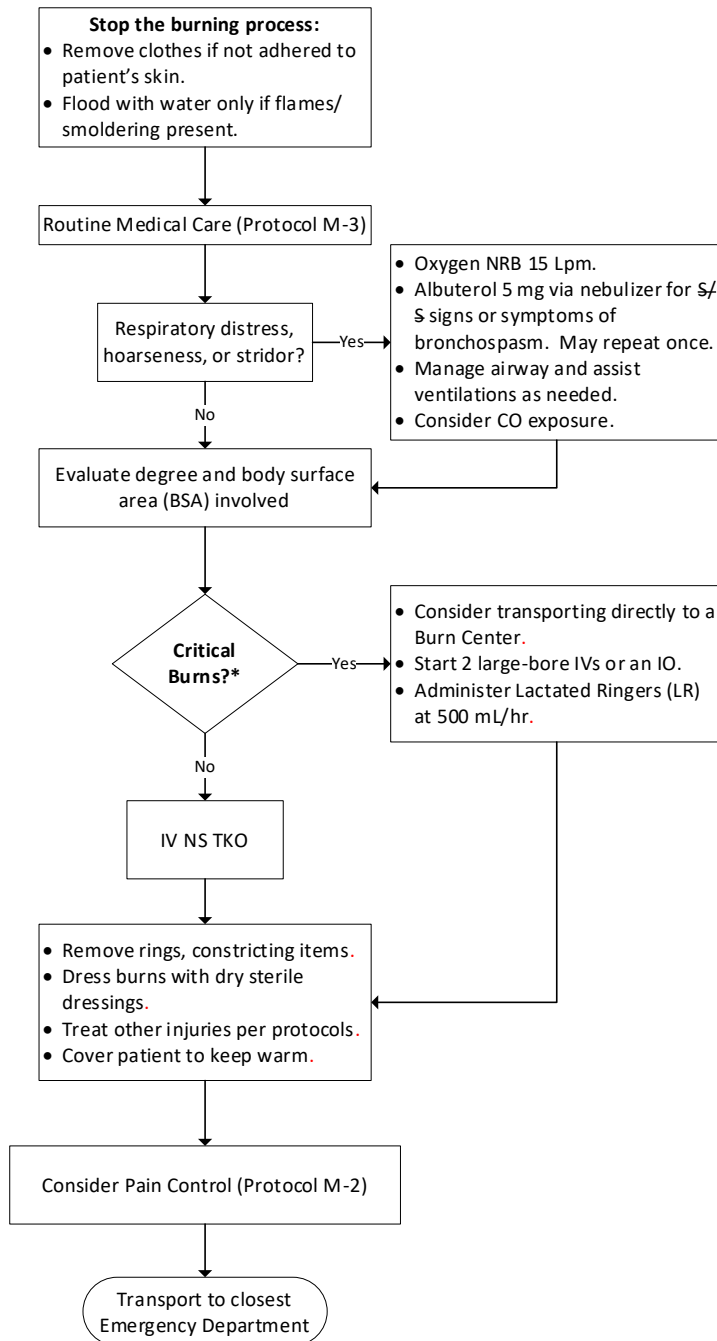 Stop the burning process:
• Remove clothes if not adhered to
patient's skin.
• Flood with water only if flames/
smoldering present.
Routine Medical Care (Protocol M-3)
Respiratory distress,
hoarseness, or stridor?
Yes
• Oxygen NRB 15 Lpm.
• Albuterol 5 mg via nebulizer for S/
S signs or symptoms of
bronchospasm.  May repeat once.
• Manage airway and assist
ventilations as needed.
• Consider CO exposure.
No
Evaluate degree and body surface
area (BSA) involved
Critical
Burns?*
Yes
• Consider transporting directly to a
Burn Center.
• Start 2 large-bore IVs or an IO.
• Administer Lactated Ringers (LR)
at 500 mL/hr.
No
IV NS TKO
• Remove rings, constricting items.
• Dress burns with dry sterile
dressings.
• Treat other injuries per protocols.
• Cover patient to keep warm.
Consider Pain Control (Protocol M-2)
Transport to closest
Emergency Department